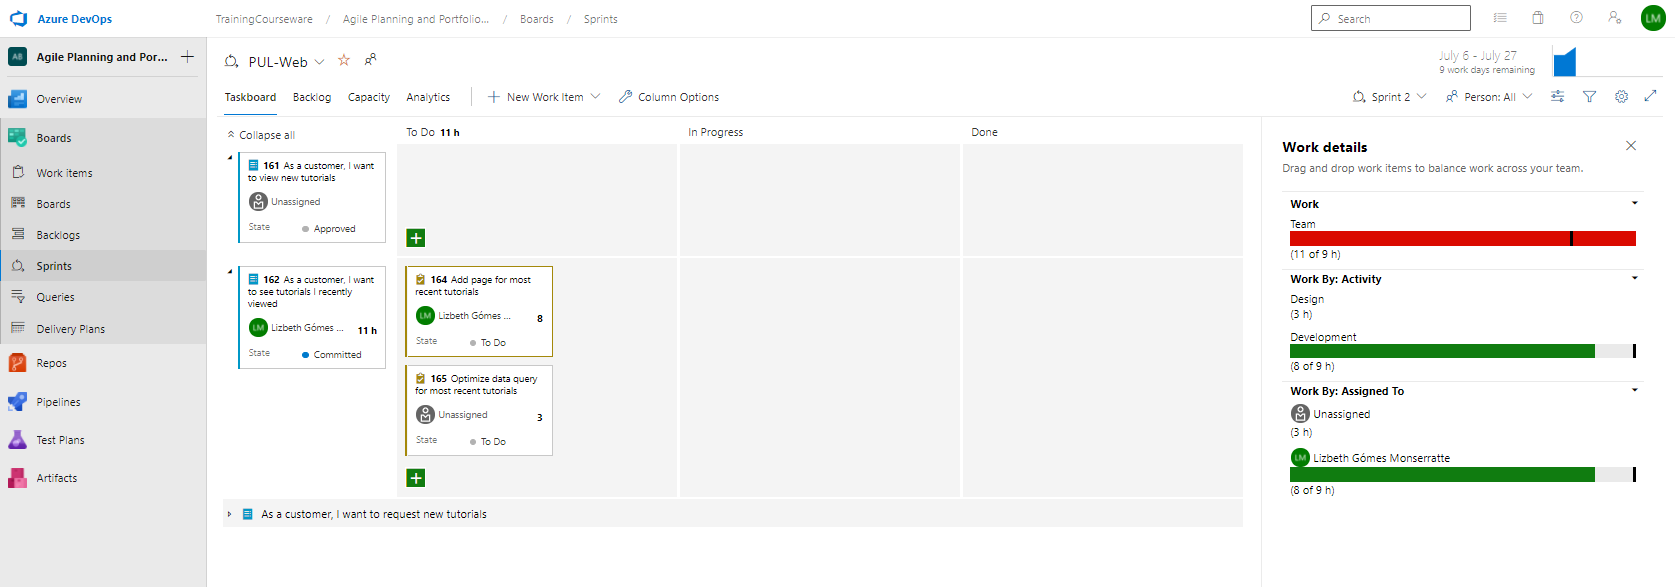 Azure DevOps
TrainingCourseware / Agile Planning and Portfolio... / Boards / Sprints
Search
LM
AB Agile Planning and Por...
Overview
Boards
Work items
Boards
Backlogs
Sprints
Queries
Delivery Plans
Repos
Pipelines
Test Plans
Artifacts
PUL-Web
July 6 - July 27
9 work days remaining
Taskboard Backlog Capacity Analytics New Work Item Column Options
Sprint 2 Person: All
Collapse all
To Do 11 h
In Progress
Done
161 As a customer, I want
to view new tutorials
Unassigned
State Approved
162 As a customer, I want
to see tutorials I recently
viewed
LM Lizbeth Gómes ... 11 h
State Committed
164 Add page for most
recent tutorials
LM Lizbeth Gómes ... 8
State To Do
165 Optimize data query
for most recent tutorials
Unassigned 3
State To Do
As a customer, I want to request new tutorials
Work details
Drag and drop work items to balance work across your team.
Work
Team
(11 of 9 h)
Work By: Activity
Design
(3 h)
Development
(8 of 9 h)
Work By: Assigned To
Unassigned
(3 h)
LM Lizbeth Gómes Monserratte
(8 of 9 h)